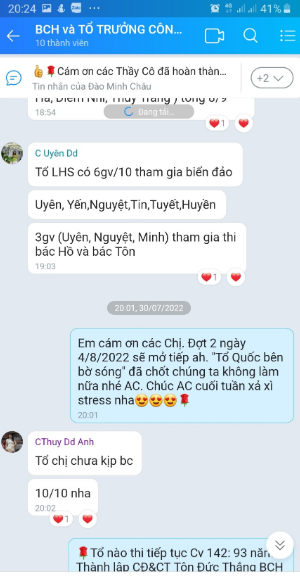 20:24
Zalo
4G
41%
BCH và TỔ TRƯỞNG CÔN...
10 thành viên
👍🌹Cảm ơn các Thầy Cô đã hoàn thàn...
Tin nhắn của Đào Minh Châu
+2
Hà, Diễm Nhi, Thùy Trang ) tổng 8/9
18:54
Đang tải...
1
C Uyên Dd
Tổ LHS có 6gv/10 tham gia biển đảo
Uyên, Yến,Nguyệt,Tin,Tuyết,Huyền
3gv (Uyên, Nguyệt, Minh) tham gia thi
bác Hồ và bác Tôn
19:03
1
20:01, 30/07/2022
Em cám ơn các Chị. Đợt 2 ngày
4/8/2022 sẽ mở tiếp ah. "Tổ Quốc bên
bờ sóng" đã chốt chúng ta không làm
nữa nhé AC. Chúc AC cuối tuần xả xì
stress nha😍😍😍🌹
20:01
CThuy Dd Anh
Tổ chị chưa kịp bc
10/10 nha
20:02
1
🌹Tổ nào thi tiếp tục Cv 142: 93 năm
Thành lập CĐ&CT Tôn Đức Thắng BCH